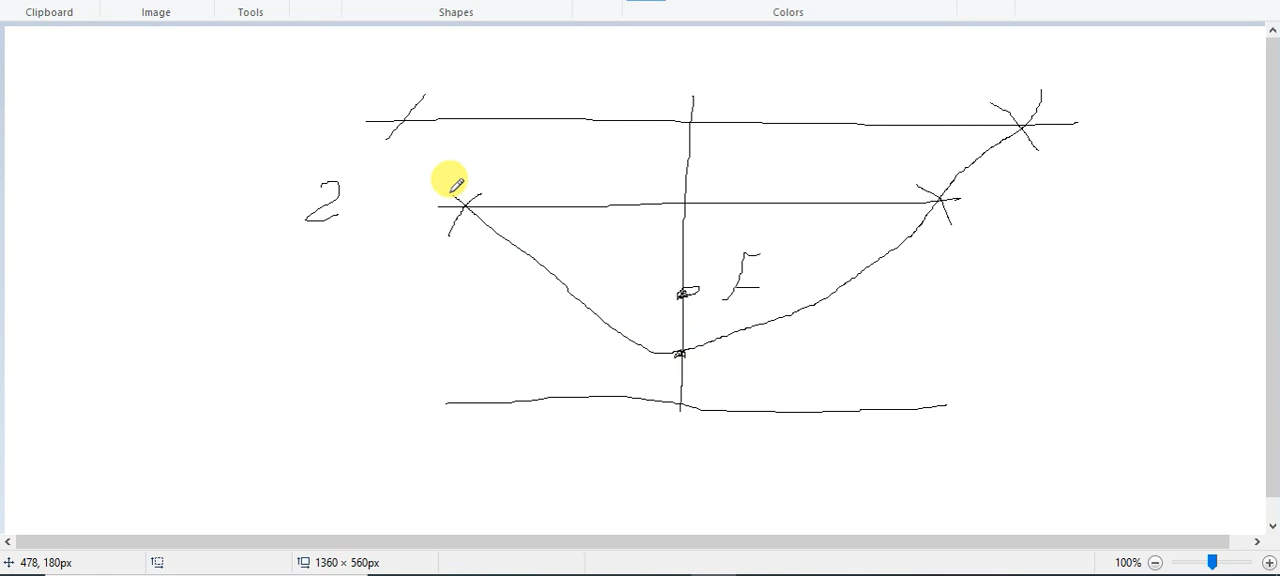 Clipboard Image Tools Shapes Colors
2
F
478, 180px 1360 × 560px 100%